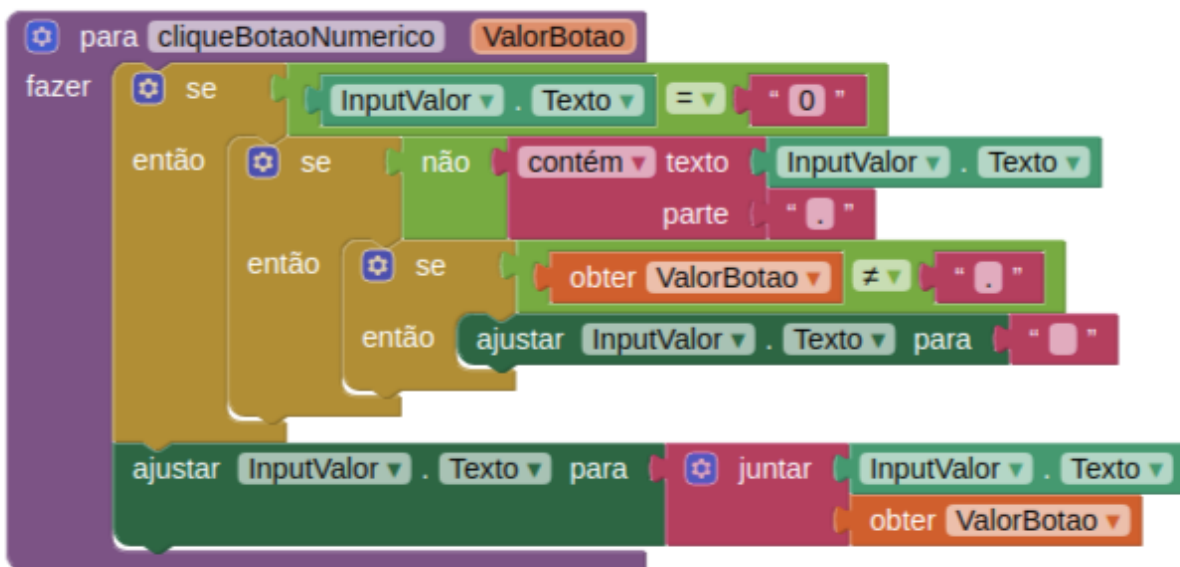 para cliqueBotaoNumerico ValorBotao
fazer se InputValor . Texto = “ 0 ”
então se não contém texto InputValor . Texto
parte “ . ”
então se obter ValorBotao ≠ “ . ”
então ajustar InputValor . Texto para “ ”
ajustar InputValor . Texto para juntar InputValor . Texto
obter ValorBotao